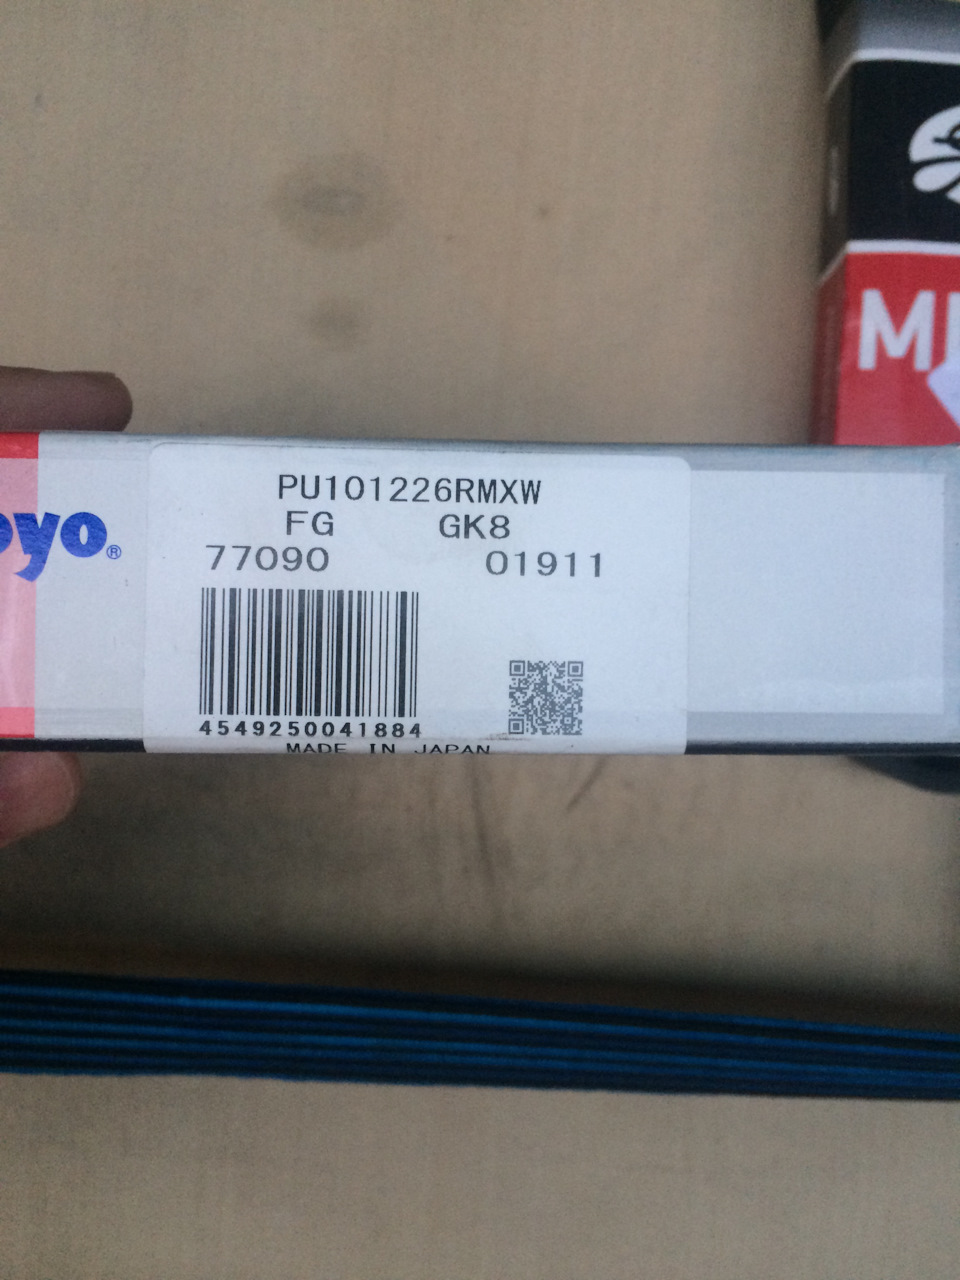 MI
PU101226RMXW
FG GK8
oyo®
77090 01911
4549250041884
MADE IN JAPAN